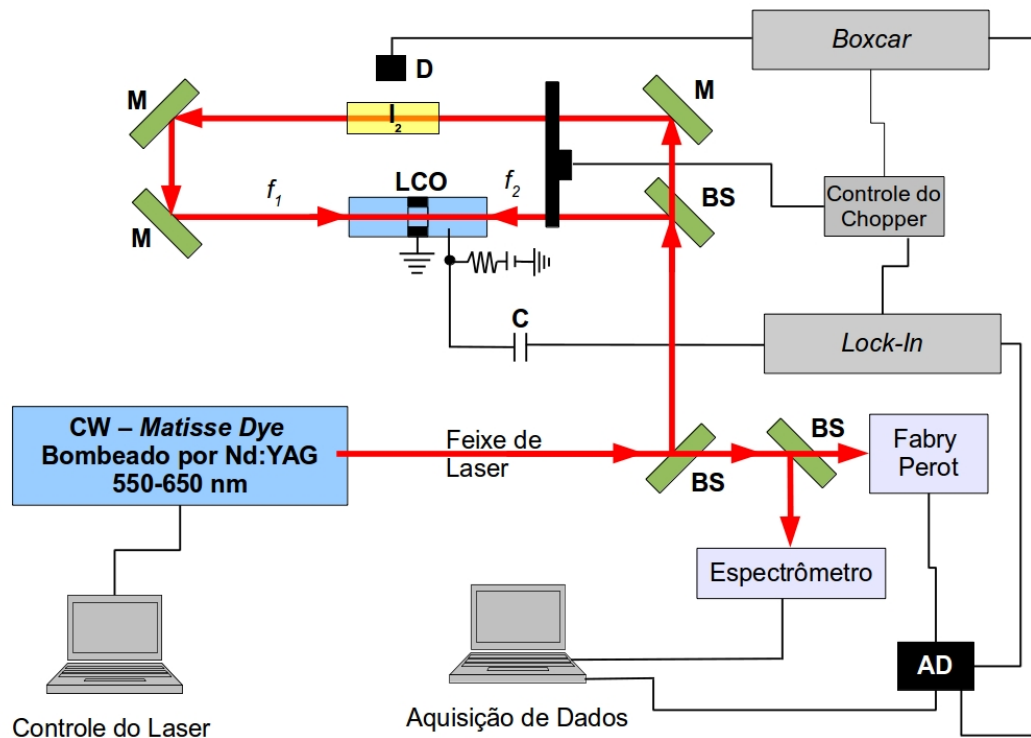 Boxcar
D
M
M
I
2
LCO
f1
f2
BS
Controle do
Chopper
M
C
Lock-In
CW – Matisse Dye
Bombeado por Nd:YAG
550-650 nm
Feixe de
Laser
BS
BS
Fabry
Perot
Espectrômetro
AD
Controle do Laser
Aquisição de Dados